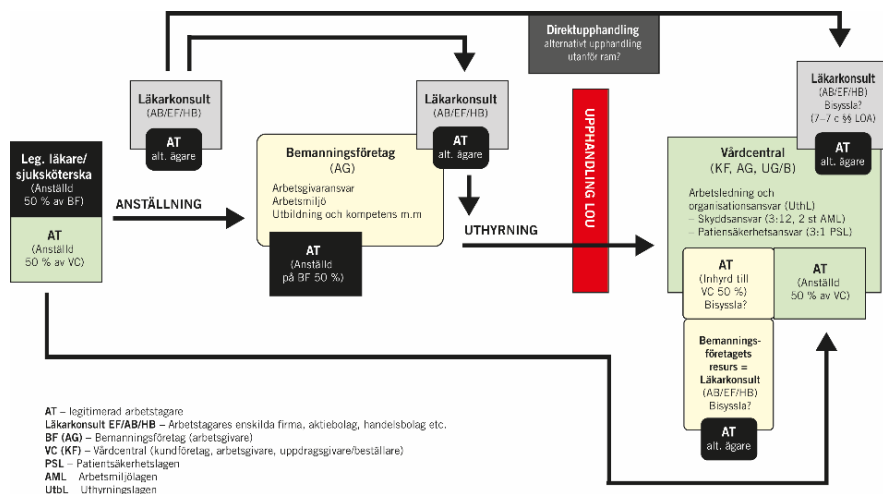 Direktupphandling
alternativt upphandling
utanför ram?
Läkarkonsult
(AB/EF/HB)
AT
alt. ägare
Läkarkonsult
(AB/EF/HB)
AT
alt. ägare
Läkarkonsult
(AB/EF/HB)
Bisyssla?
(7–7 c §§ LOA)
AT
alt. ägare
Leg. läkare/
sjuksköterska
(Anställd
50 % av BF)
AT
(Anställd
50 % av VC)
ANSTÄLLNING
Bemanningsföretag
(AG)
Arbetsgivaransvar
Arbetsmiljö
Utbildning och kompetens m.m
AT
(Anställd
på BF 50 %)
UTHYRNING
UPPHANDLING LOU
Vårdcentral
(KF, AG, UG/B)
Arbetsledning och
organisationsansvar (UthL)
– Skyddsansvar (3:12, 2 st AML)
– Patiensäkerhetsansvar (3:1 PSL)
AT
(Inhyrd till
VC 50 %)
Bisyssla?
AT
(Anställd
50 % av VC)
Bemannings-
företagets
resurs =
Läkarkonsult
(AB/EF/HB)
Bisyssla?
AT
alt. ägare
AT – legitimerad arbetstagare
Läkarkonsult EF/AB/HB – Arbetstagares enskilda firma, aktiebolag, handelsbolag etc.
BF (AG) – Bemanningsföretag (arbetsgivare)
VC (KF) – Vårdcentral (kundföretag, arbetsgivare, uppdragsgivare/beställare)
PSL – Patientsäkerhetslagen
AML Arbetsmiljölagen
UtbL Uthyrningslagen